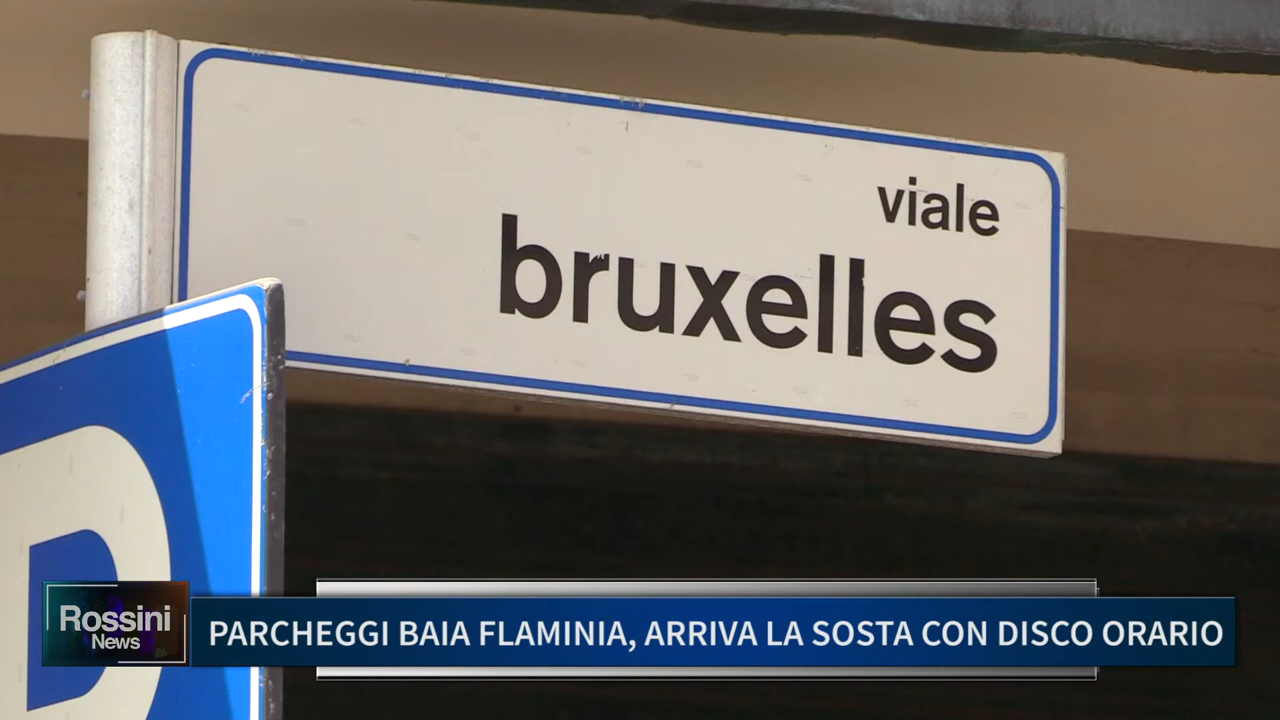 viale
bruxelles
P
Rossini
News
PARCHEGGI BAIA FLAMINIA, ARRIVA LA SOSTA CON DISCO ORARIO